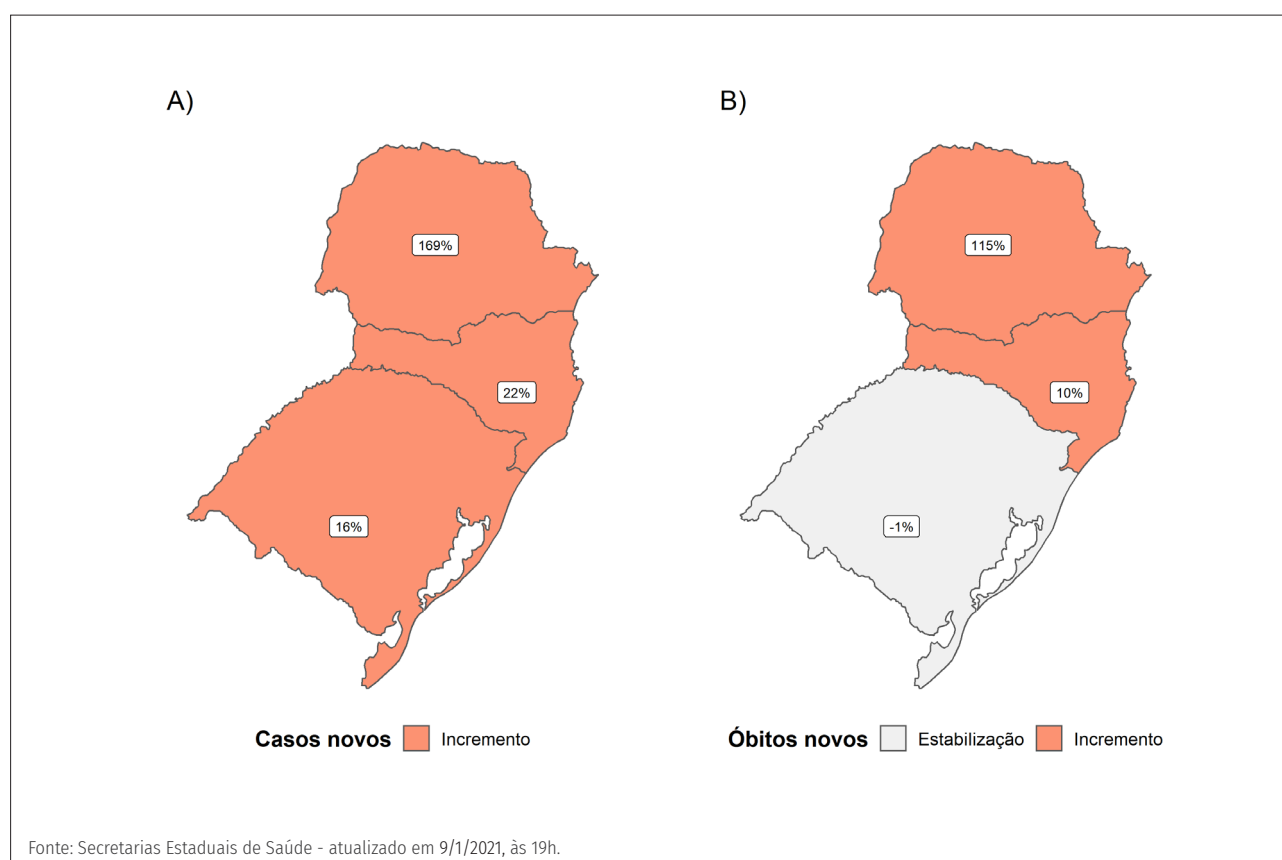 A)
169%
22%
16%
Casos novos Incremento
B)
115%
10%
-1%
Óbitos novos Estabilização Incremento
Fonte: Secretarias Estaduais de Saúde - atualizado em 9/1/2021, às 19h.